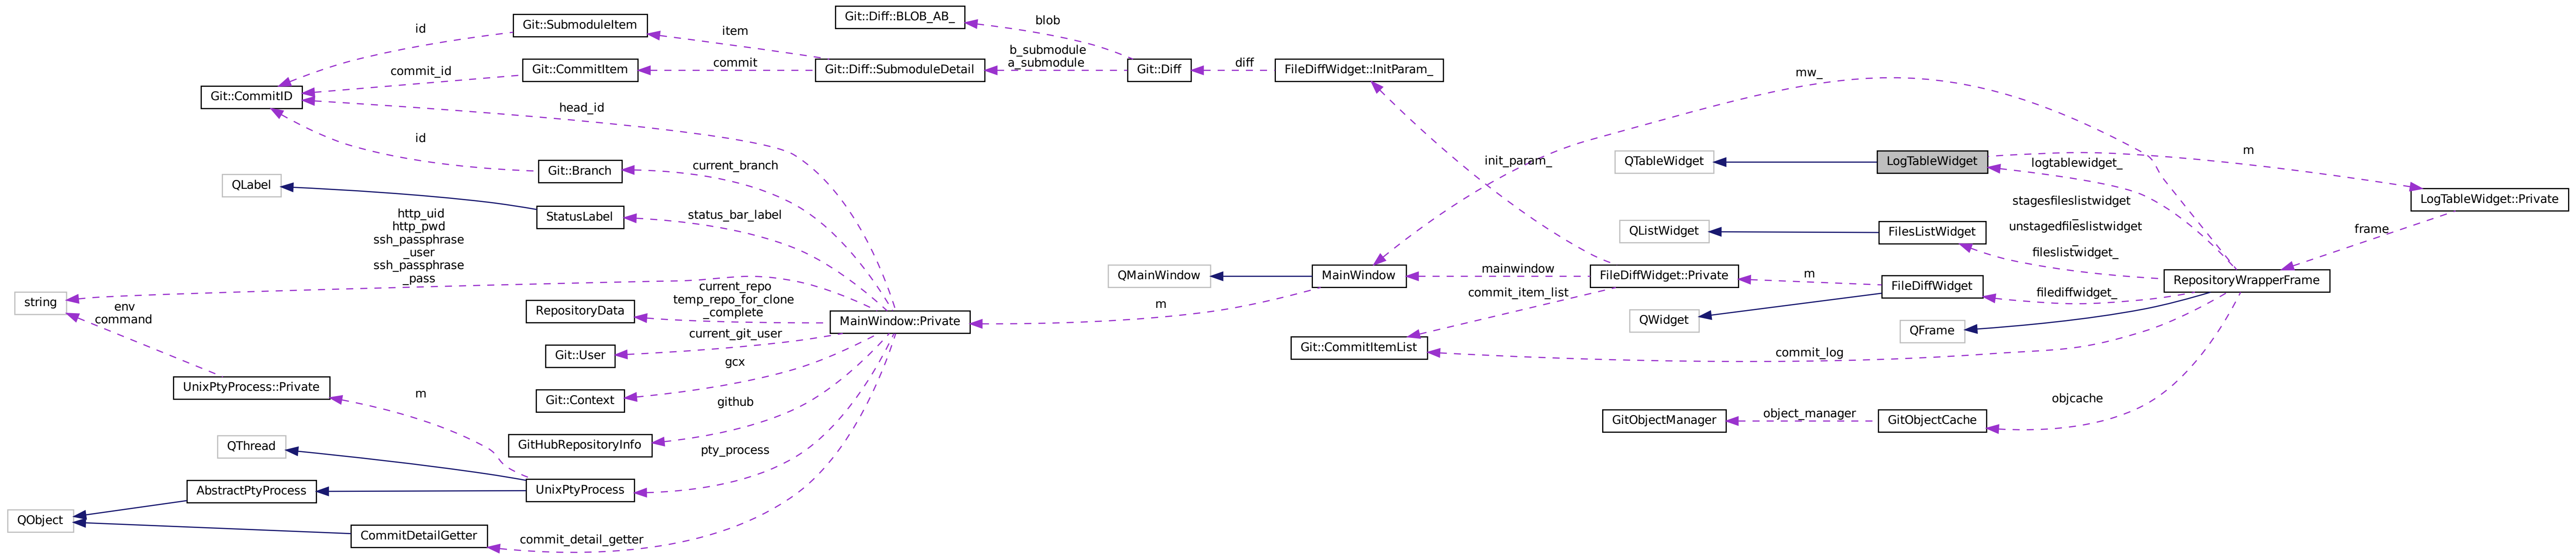 Git::SubmoduleItem
Git::Diff::BLOB_AB_
blob
id
item
b_submodule
a_submodule
commit_id
Git::CommitItem
commit
Git::Diff::SubmoduleDetail
Git::Diff
diff
FileDiffWidget::InitParam_
mw_
Git::CommitID
head_id
id
Git::Branch
current_branch
init_param_
QTableWidget
LogTableWidget
logtablewidget_
m
QLabel
StatusLabel
status_bar_label
LogTableWidget::Private
http_uid
http_pwd
ssh_passphrase
_user
ssh_passphrase
_pass
stagesfileslistwidget
_
unstagedfileslistwidget
_
fileslistwidget_
QListWidget
FilesListWidget
frame
QMainWindow
MainWindow
mainwindow
FileDiffWidget::Private
m
FileDiffWidget
filediffwidget_
RepositoryWrapperFrame
string
env
command
RepositoryData
current_repo
temp_repo_for_clone
_complete
MainWindow::Private
m
commit_item_list
QWidget
QFrame
Git::User
current_git_user
Git::CommitItemList
commit_log
UnixPtyProcess::Private
m
Git::Context
gcx
github
GitHubRepositoryInfo
GitObjectManager
object_manager
GitObjectCache
objcache
QThread
pty_process
AbstractPtyProcess
UnixPtyProcess
QObject
CommitDetailGetter
commit_detail_getter